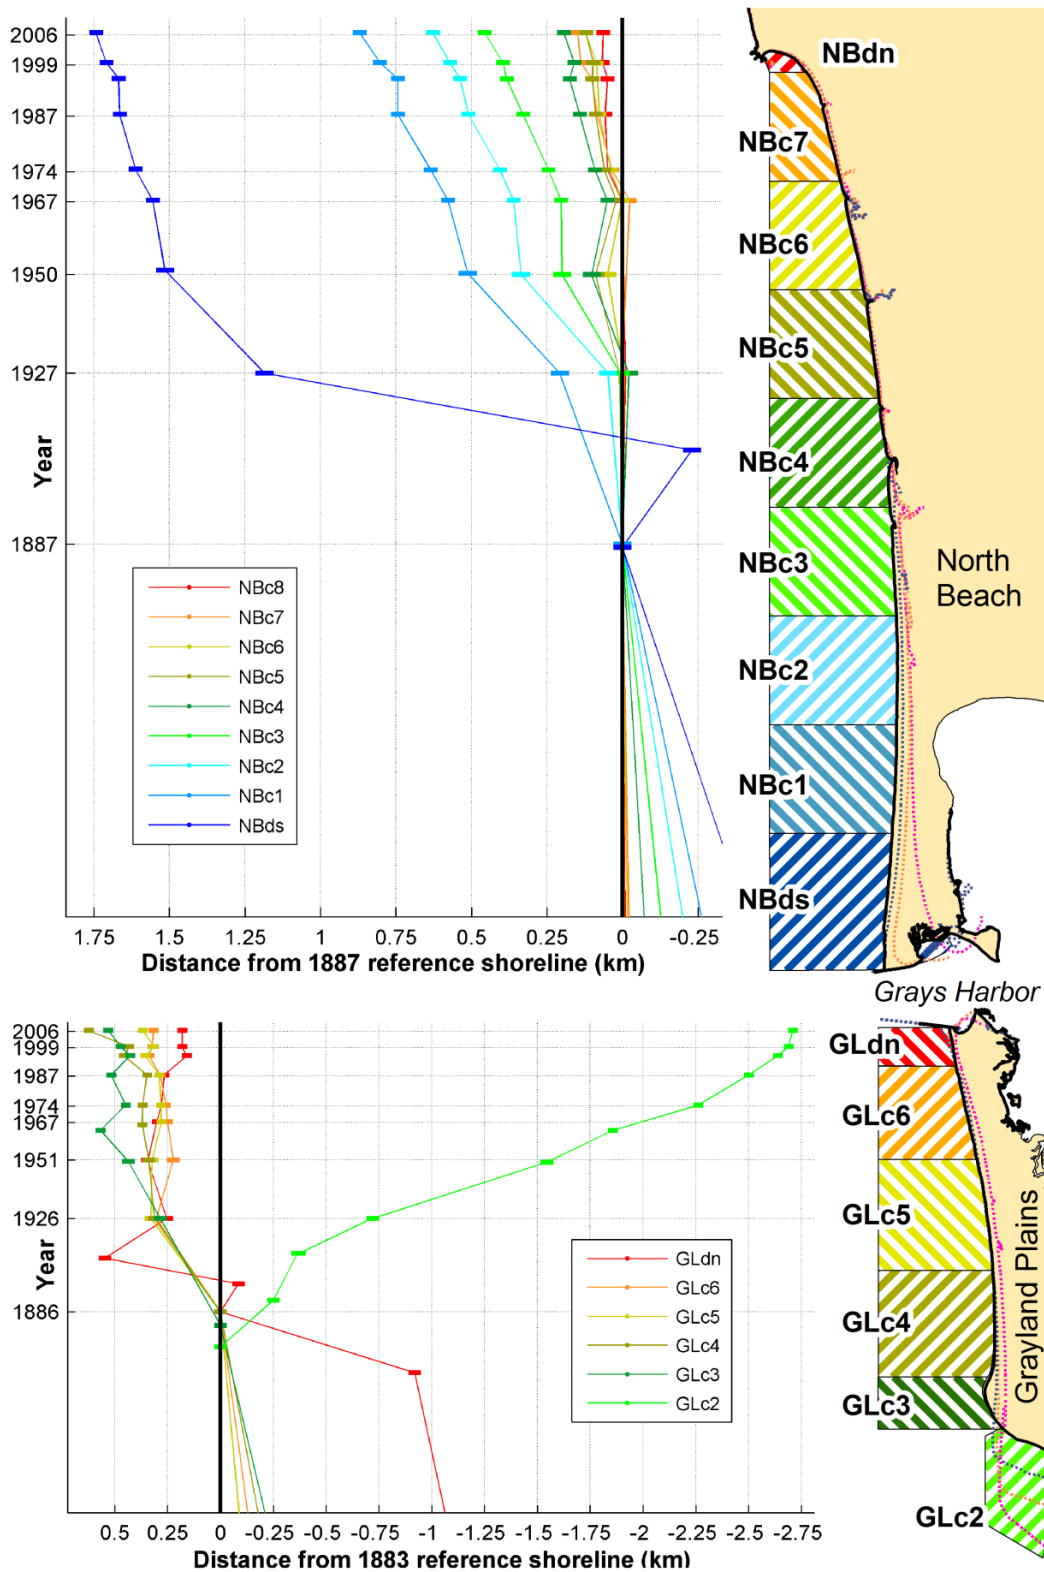 2006
1999
1987
1974
1967
1950
1927
1887
Year
NBc8
NBc7
NBc6
NBc5
NBc4
NBc3
NBc2
NBc1
NBds
1.75 1.5 1.25 1 0.75 0.5 0.25 0 -0.25
Distance from 1887 reference shoreline (km)
NBdn
NBc7
NBc6
NBc5
NBc4
NBc3
NBc2
NBc1
NBds
North
Beach
Grays Harbor
2006
1999
1987
1974
1967
1951
1926
1886
Year
GLdn
GLc6
GLc5
GLc4
GLc3
GLc2
0.5 0.25 0 -0.25 -0.5 -0.75 -1 -1.25 -1.5 -1.75 -2 -2.25 -2.5 -2.75
Distance from 1883 reference shoreline (km)
GLdn
GLc6
GLc5
GLc4
GLc3
GLc2
Grayland Plains